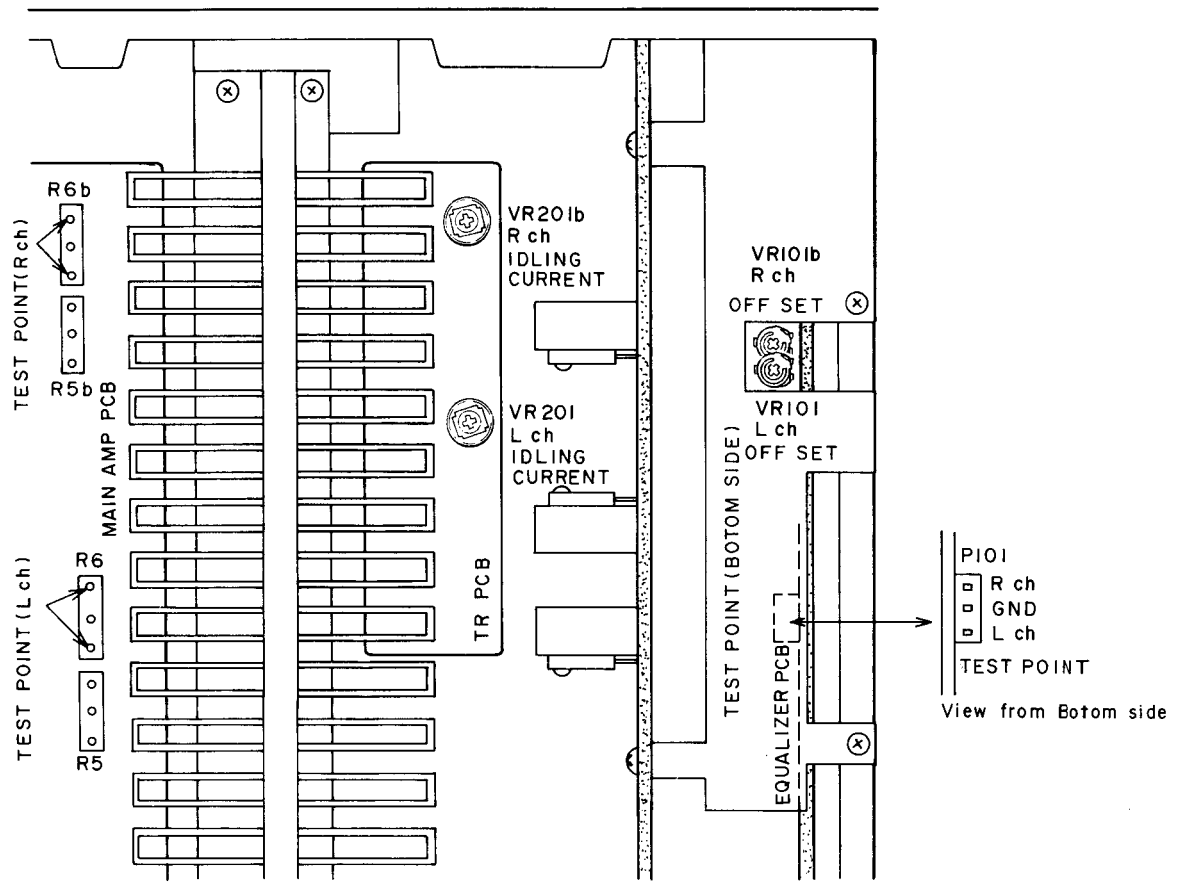 R6b
TEST POINT(Rch)
R5b
MAIN AMP PCB
R6
TEST POINT(Lch)
R5
VR201b
R ch
IDLING
CURRENT
VR201
L ch
IDLING
CURRENT
TR PCB
VR101b
R ch
OFF SET
VR101
L ch
OFF SET
TEST POINT(BOTOM SIDE)
EQUALIZER PCB
P101
R ch
GND
L ch
TEST POINT
View from Botom side